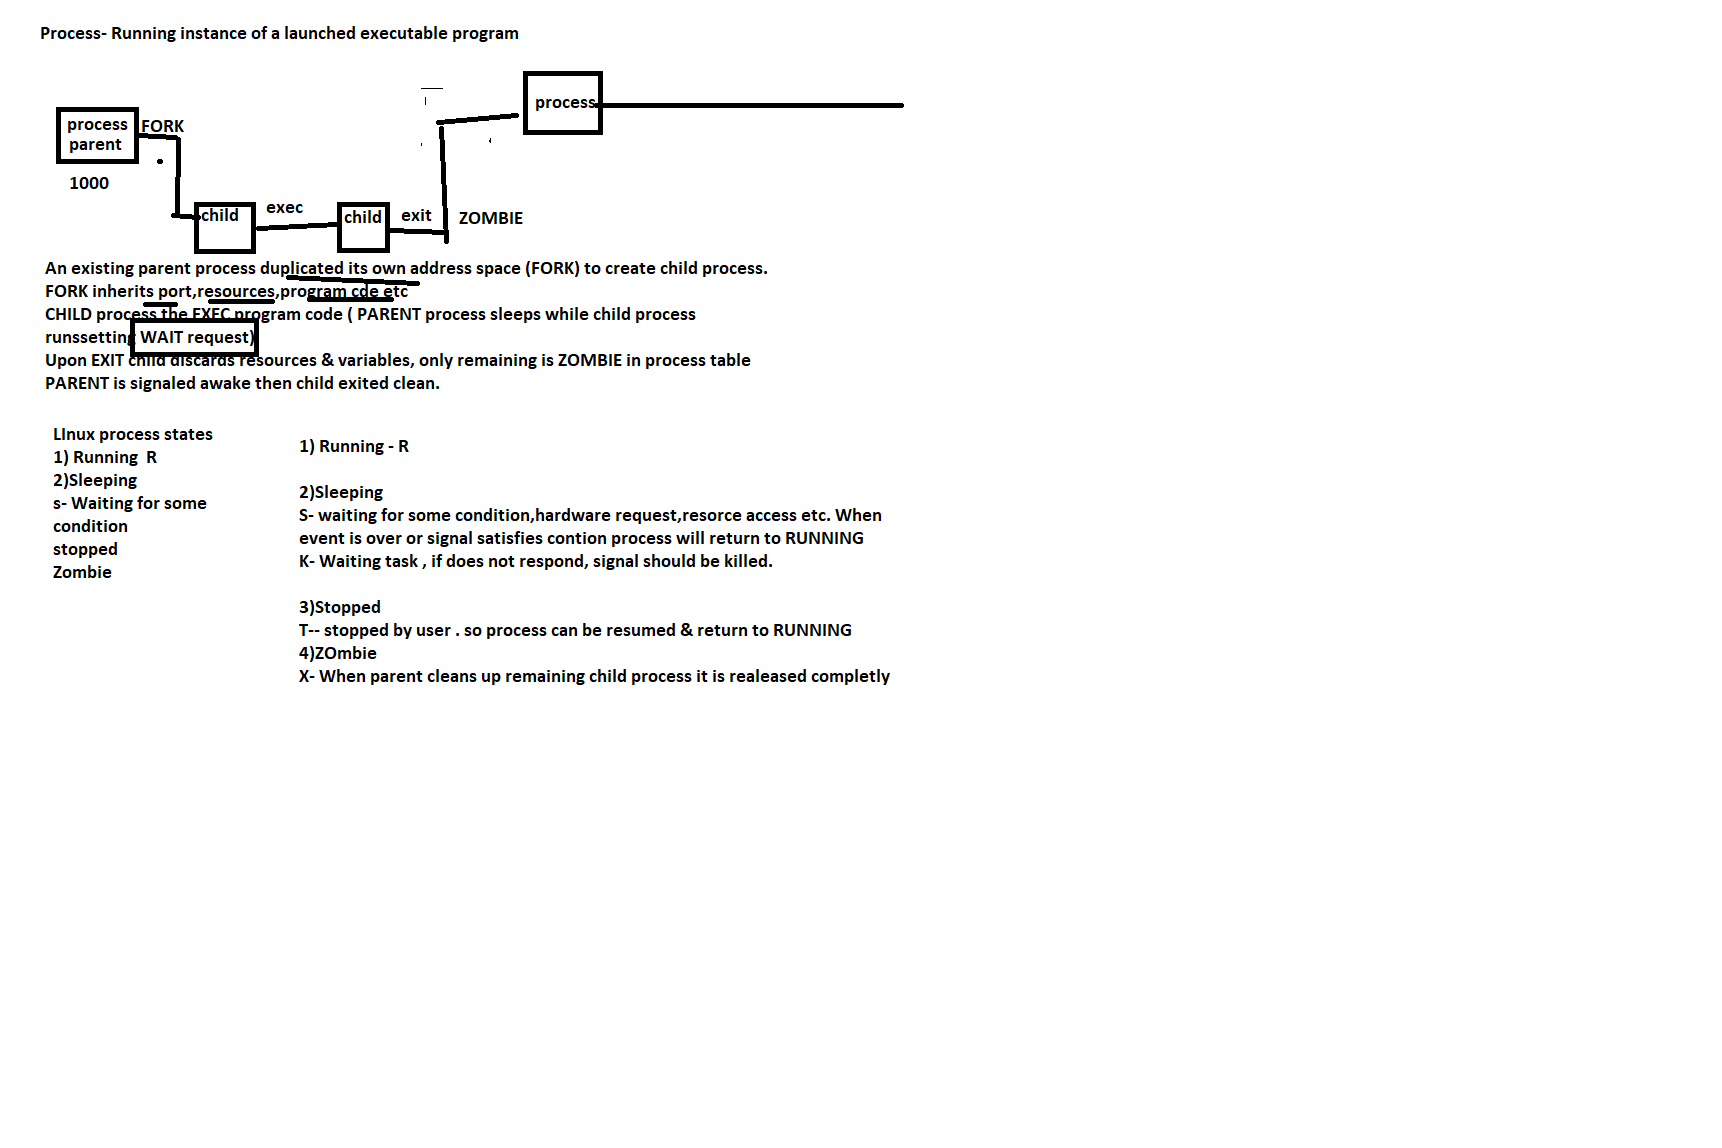 Process- Running instance of a launched executable program
process
process
parent
FORK
1000
child
exec
child
exit
ZOMBIE
An existing parent process duplicated its own address space (FORK) to create child process.
FORK inherits port,resources,program cde etc
CHILD process the EXEC program code ( PARENT process sleeps while child process
runssetting WAIT request)
Upon EXIT child discards resources & variables, only remaining is ZOMBIE in process table
PARENT is signaled awake then child exited clean.
LInux process states
1) Running  R
2)Sleeping
s- Waiting for some
condition
stopped
Zombie
1) Running - R
2)Sleeping
S- waiting for some condition,hardware request,resorce access etc. When
event is over or signal satisfies contion process will return to RUNNING
K- Waiting task , if does not respond, signal should be killed.
3)Stopped
T-- stopped by user . so process can be resumed & return to RUNNING
4)ZOmbie
X- When parent cleans up remaining child process it is realeased completly